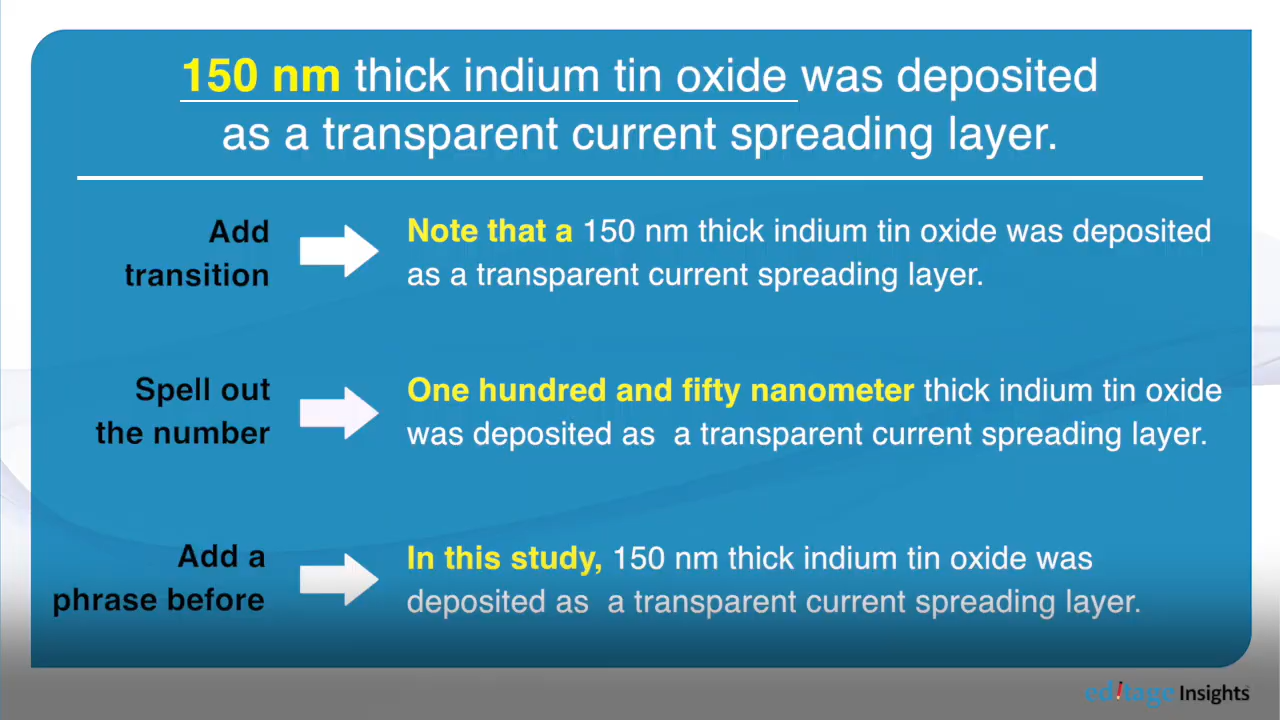 150 nm thick indium tin oxide was deposited
as a transparent current spreading layer.
Add
transition
Note that a 150 nm thick indium tin oxide was deposited
as a transparent current spreading layer.
Spell out
the number
One hundred and fifty nanometer thick indium tin oxide
was deposited as a transparent current spreading layer.
Add a
phrase before
In this study, 150 nm thick indium tin oxide was
deposited as a transparent current spreading layer.
editage Insights